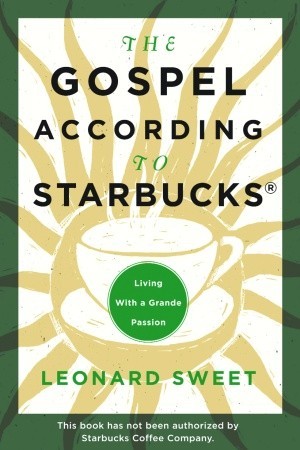 THE
GOSPEL
ACCORDING
TO
STARBUCKS®
Living
With a Grande
Passion
LEONARD SWEET
This book has not been authorized by
Starbucks Coffee Company.